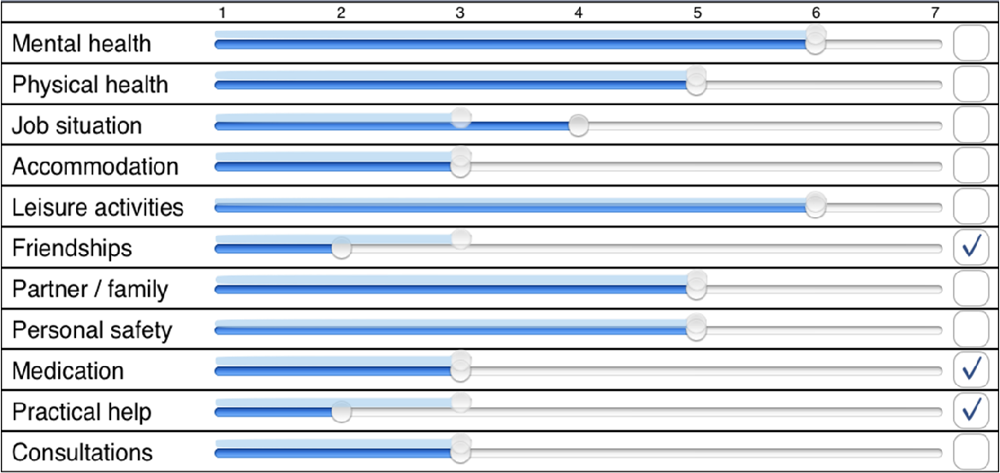 1 2 3 4 5 6 7
Mental health
Physical health
Job situation
Accommodation
Leisure activities
Friendships
Partner / family
Personal safety
Medication
Practical help
Consultations